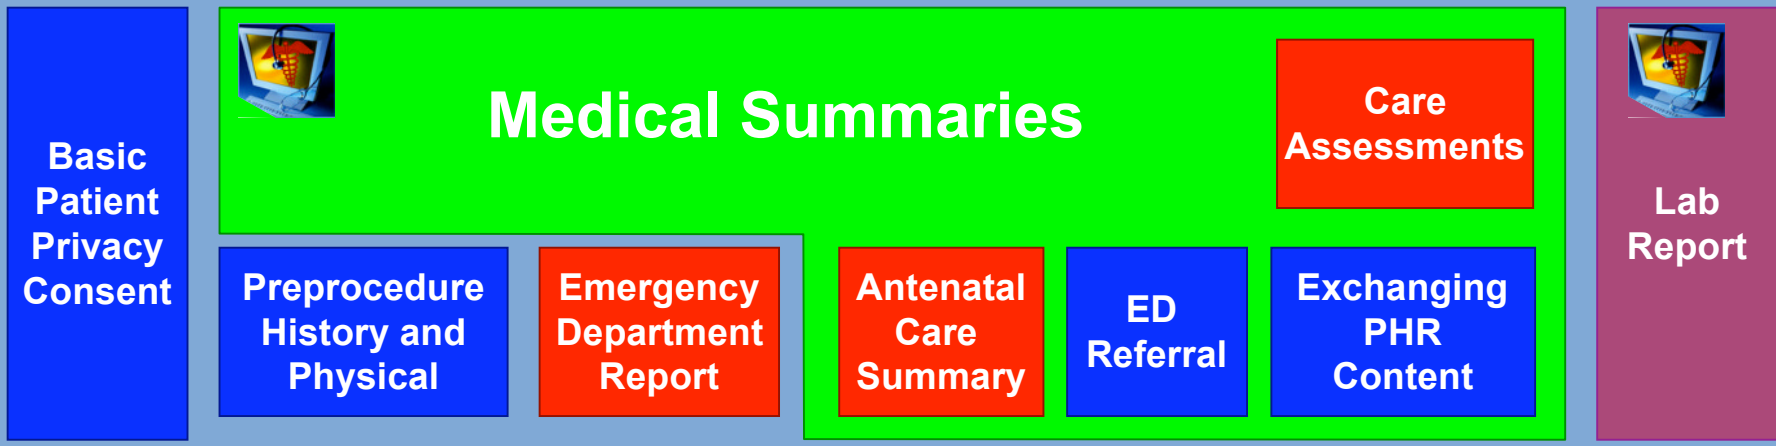 Basic
Patient
Privacy
Consent
Medical Summaries
Care
Assessments
Preprocedure
History and
Physical
Emergency
Department
Report
Antenatal
Care
Summary
ED
Referral
Exchanging
PHR
Content
Lab
Report